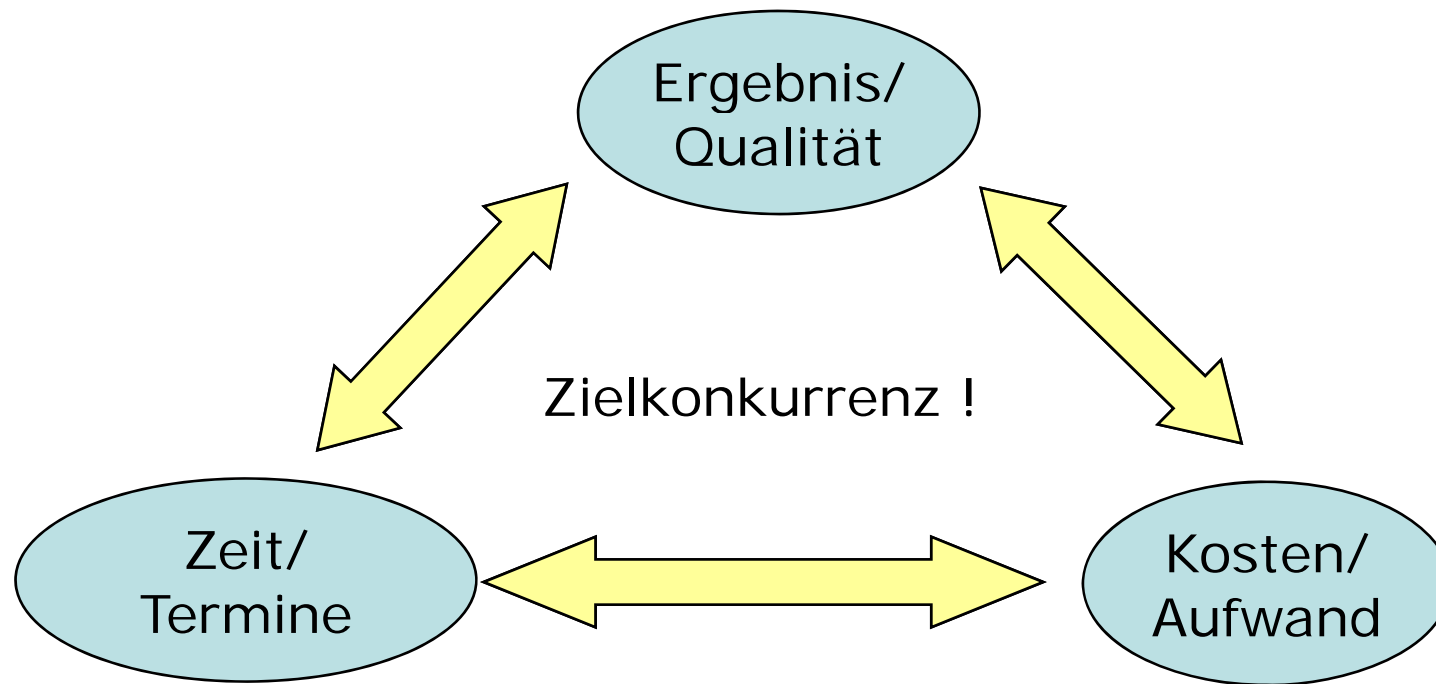 Ergebnis/
Qualität
Zielkonkurrenz !
Zeit/
Termine
Kosten/
Aufwand